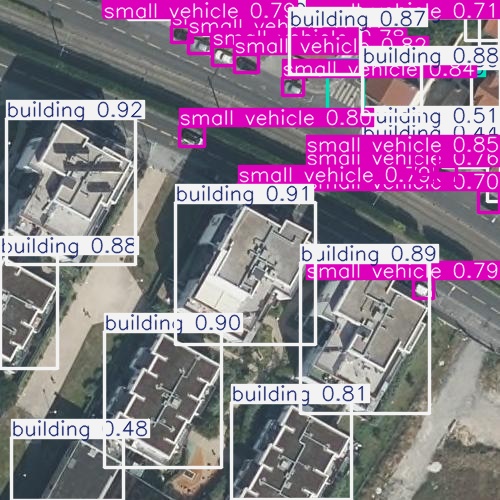 small vehicle 0.79
small vehicle 0.71
building 0.87
building 0.88
small vehicle 0.84
building 0.92
small vehicle 0.80
building 0.51
small vehicle 0.85
small vehicle 0.76
small vehicle
small vehicle 0.70
building 0.91
building 0.88
building 0.89
small vehicle 0.79
building 0.90
building 0.81
building 0.48